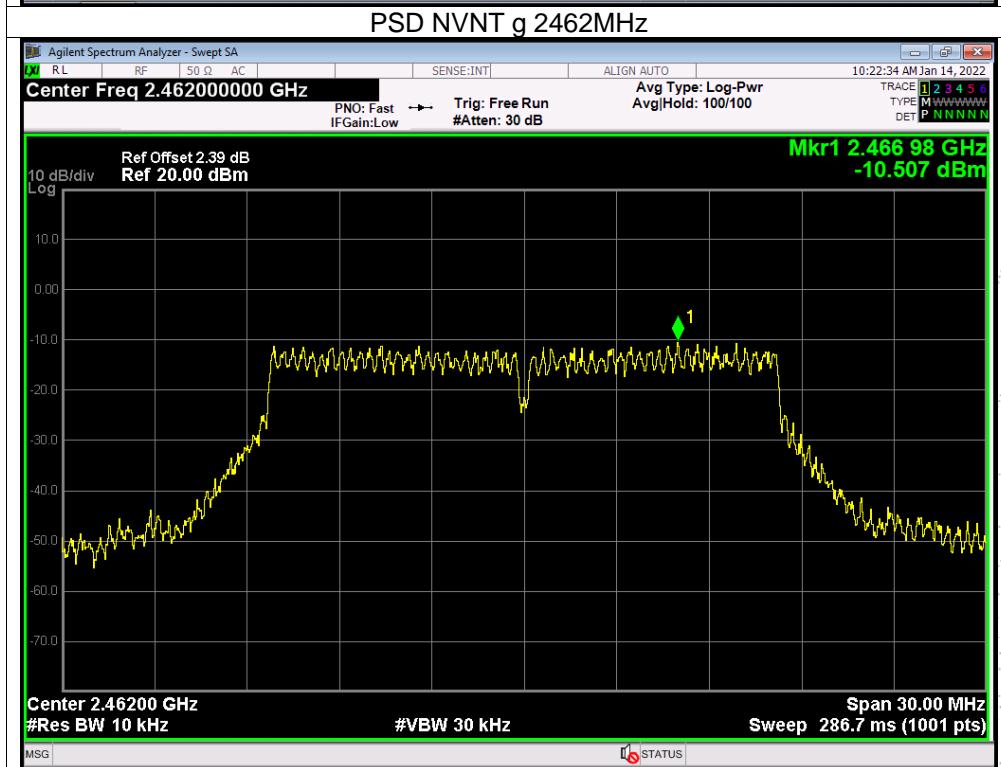 PSD NVNT g 2462MHz
Agilent Spectrum Analyzer - Swept SA
LXI RL RF 50 Ω AC SENSE:INT ALIGN AUTO 10:22:34 AM Jan 14, 2022
Center Freq 2.462000000 GHz Avg Type: Log-Pwr TRACE 1 2 3 4 5 6
PNO: Fast Trig: Free Run Avg|Hold: 100/100 TYPE M WWWWW
IFGain:Low #Atten: 30 dB DET P N N N N N
Mkr1 2.466 98 GHz
Ref Offset 2.39 dB
10 dB/div Ref 20.00 dBm -10.507 dBm
Log
10.0
0.00
1
-10.0
-20.0
-30.0
-40.0
-50.0
-60.0
-70.0
Center 2.46200 GHz Span 30.00 MHz
#Res BW 10 kHz #VBW 30 kHz Sweep 286.7 ms (1001 pts)
MSG STATUS